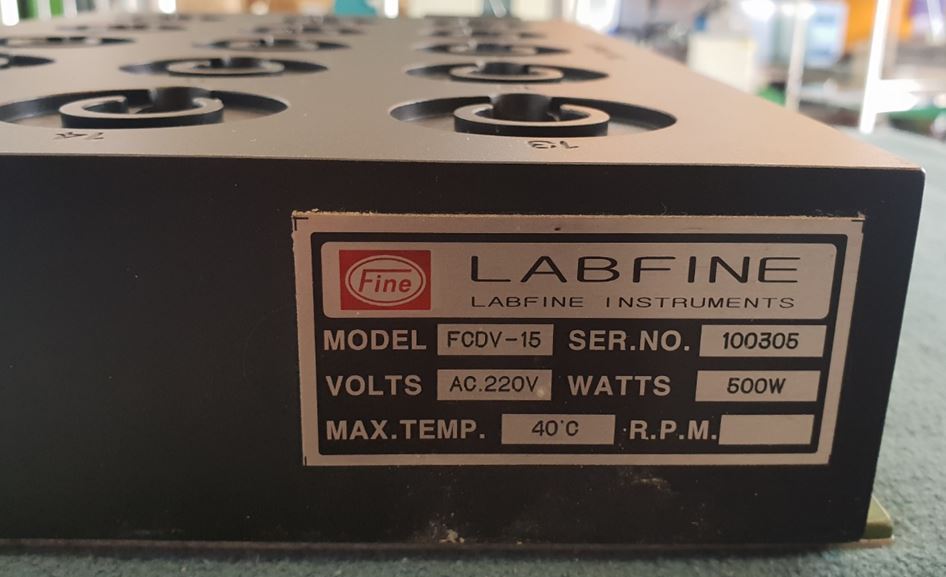 14
13
Fine
LABFINE
LABFINE INSTRUMENTS
MODEL FCDV-15 SER.NO. 100305
VOLTS AC.220V WATTS 500W
MAX.TEMP. 40°C R.P.M.